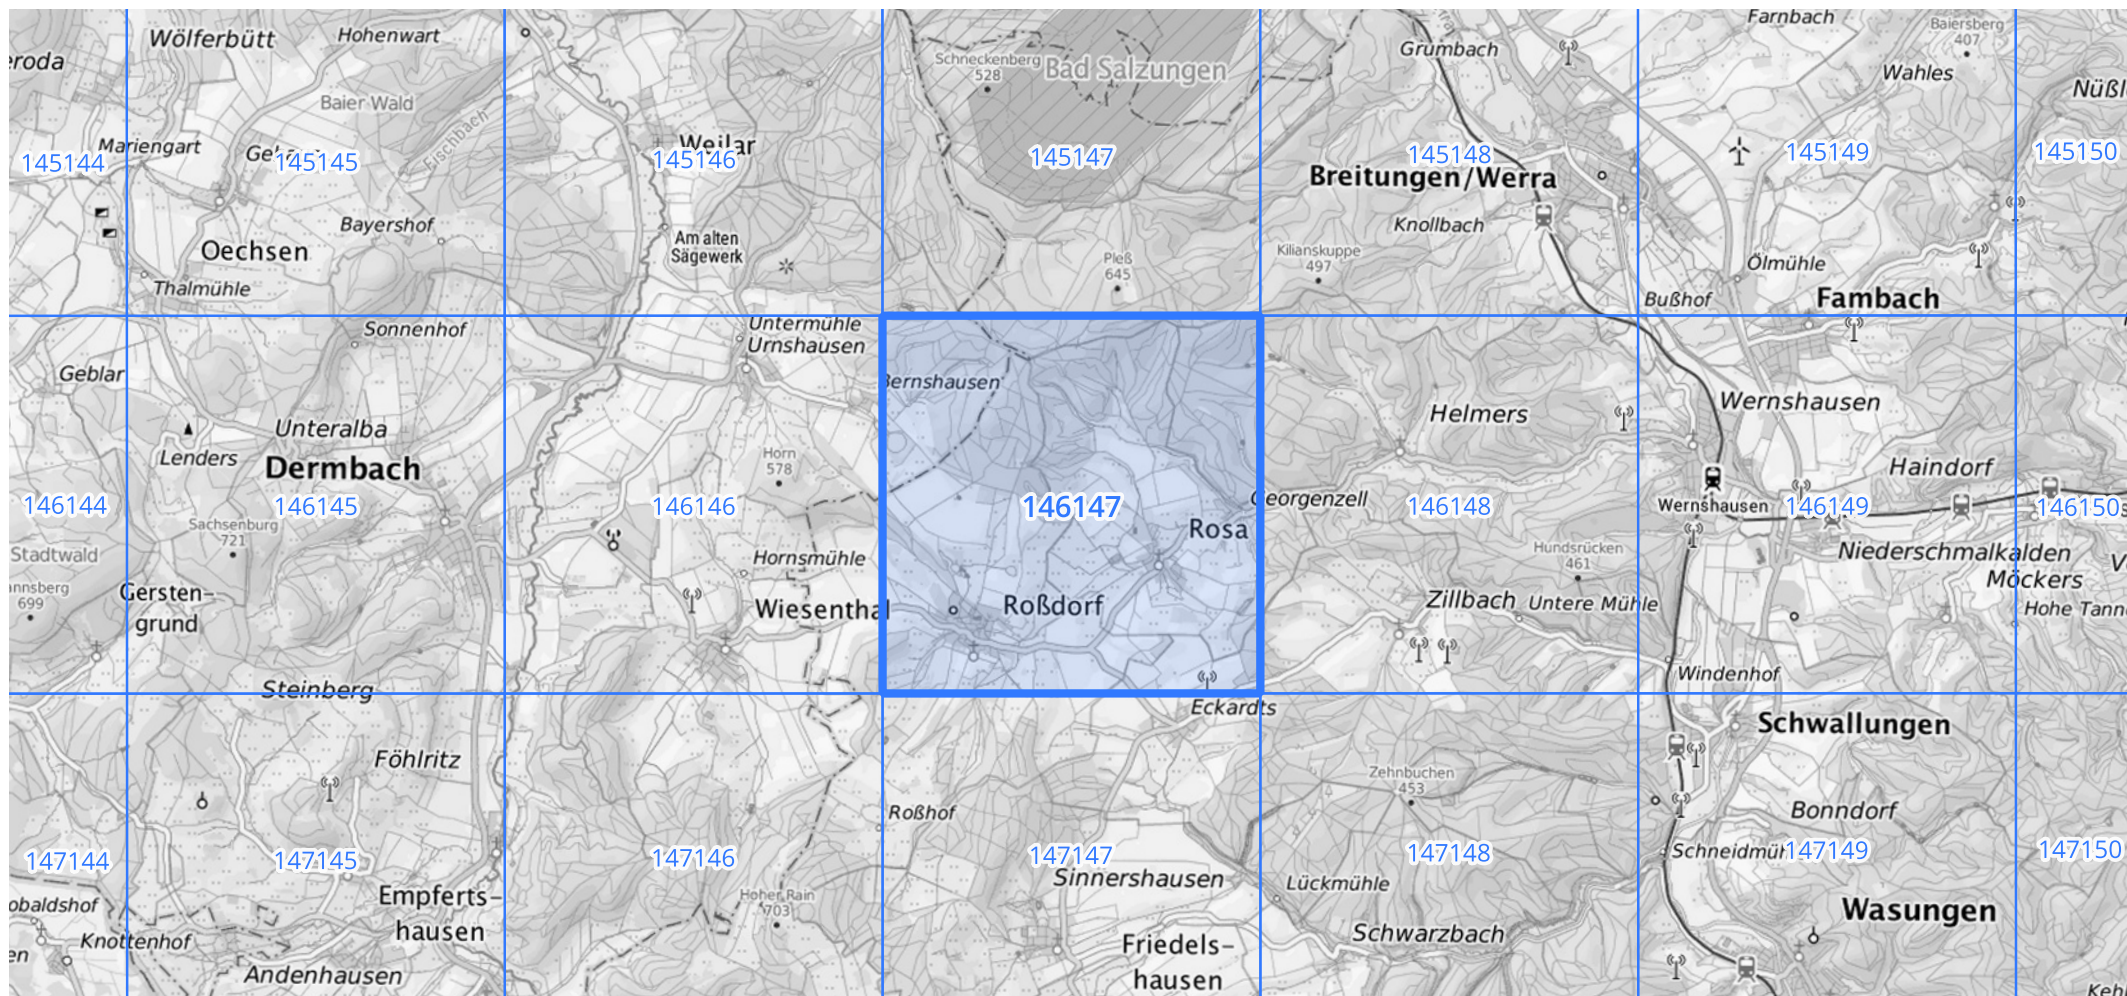 Wölferbütt
Hohenwart
Schneckenberg
528
Bad Salzungen
Grumbach
Farnbach
Baiersberg
407
eroda
Baier Wald
Wahles
Fischbach
Mariengart
Weilar
145144
145145
145146
145147
145148
145149
145150
Breitungen/Werra
Bayershof
Knollbach
Oechsen
Am alten
Sägewerk
Kilianskuppe
497
Pleß
645
Ölmühle
Thalmühle
Bußhof
Fambach
Sonnenhof
Untermühle
Urnshausen
Geblar
Bernshausen
Wernshausen
Helmers
Unteralba
Lenders
Dermbach
Horn
578
Haindorf
Georgenzell
Wernshausen
146144
146145
146146
146147
146148
146149
146150
Sachsenburg
721
Rosa
Stadtwald
Hornsmühle
Hundsrücken
461
Niederschmalkalden
Möckers
annsberg
699
Gersten-
grund
Wiesenthal
Roßdorf
Zillbach
Untere Mühle
Hohe Tann
Windenhof
Steinberg
Eckardts
Schwallungen
Föhlritz
Zehnbuchen
453
Roßhof
Bonndorf
147144
147145
147146
147147
147148
147149
147150
Sinnershausen
Lückmühle
Empferts-
hausen
Hoher Rain
703
obaldshof
Knottenhof
Wasungen
Schwarzbach
Friedels-
hausen
en
Andenhausen